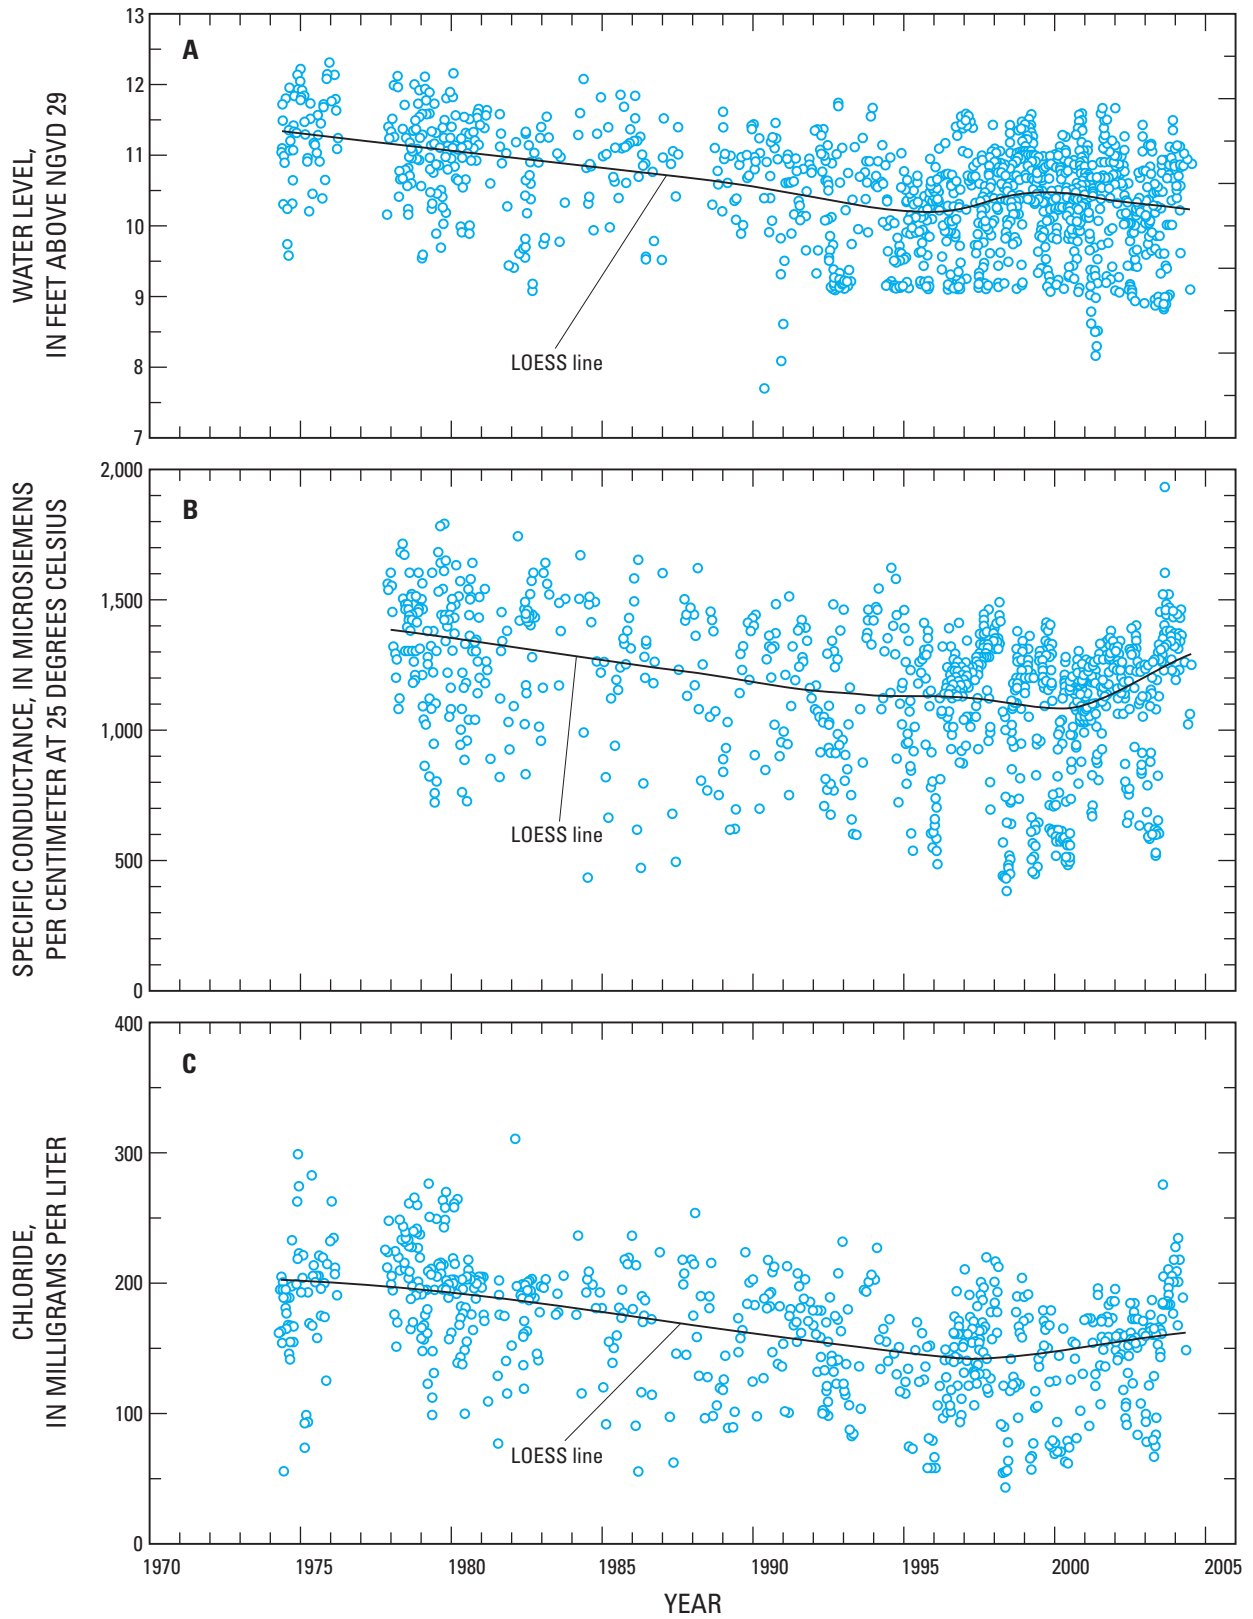 A
WATER LEVEL,
IN FEET ABOVE NGVD 29
13
12
11
10
9
8
7
LOESS line
B
SPECIFIC CONDUCTANCE, IN MICROSIEMENS
PER CENTIMETER AT 25 DEGREES CELSIUS
2,000
1,500
1,000
500
0
LOESS line
C
CHLORIDE,
IN MILLIGRAMS PER LITER
400
300
200
100
0
LOESS line
1970 1975 1980 1985 1990 1995 2000 2005
YEAR